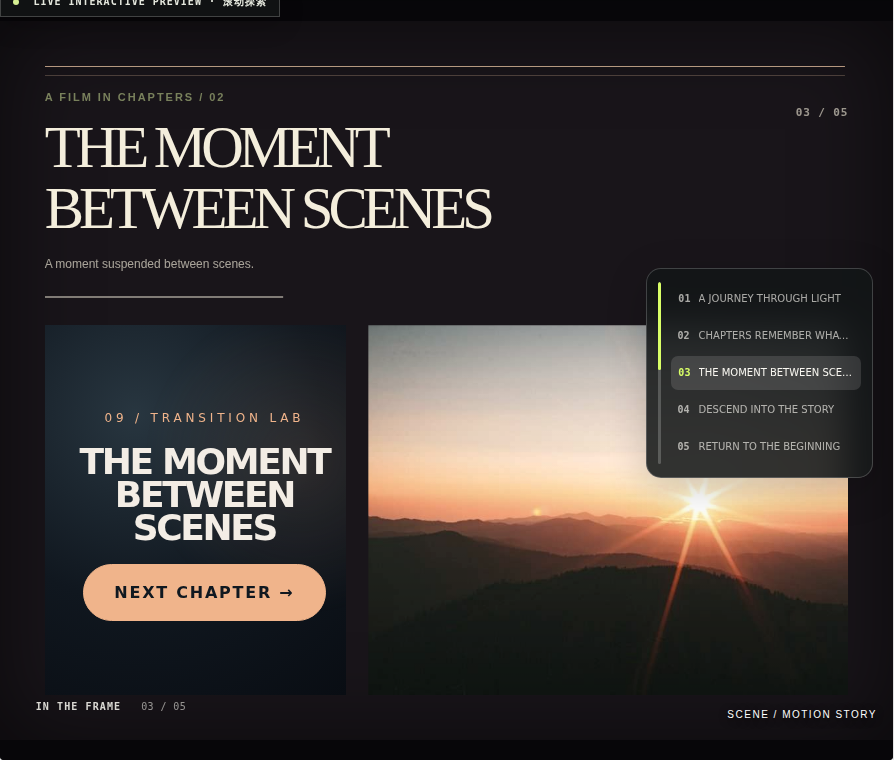 LIVE INTERACTIVE PREVIEW · 滚动探索
A FILM IN CHAPTERS / 02
03 / 05
THE MOMENT
BETWEEN SCENES
A moment suspended between scenes.
01 A JOURNEY THROUGH LIGHT
02 CHAPTERS REMEMBER WHA...
03 THE MOMENT BETWEEN SCE...
04 DESCEND INTO THE STORY
05 RETURN TO THE BEGINNING
09 / TRANSITION LAB
THE MOMENT
BETWEEN
SCENES
NEXT CHAPTER →
IN THE FRAME 03 / 05
SCENE / MOTION STORY